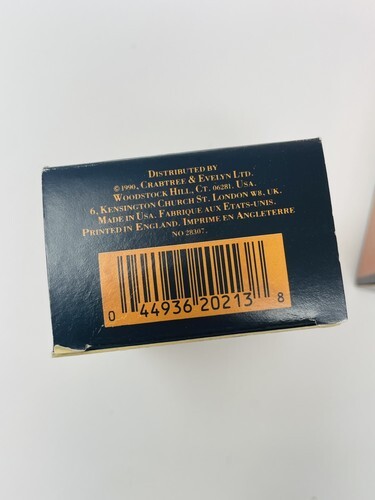 DISTRIBUTED BY
© 1990, CRABTREE & EVELYN LTD.
WOODSTOCK HILL, CT. 06281. USA.
6, KENSINGTON CHURCH ST. LONDON W8, UK.
MADE IN USA. FABRIQUE AUX ETATS-UNIS.
PRINTED IN ENGLAND. IMPRIME EN ANGLETERRE
NO 28307.
0 44936 20213 8